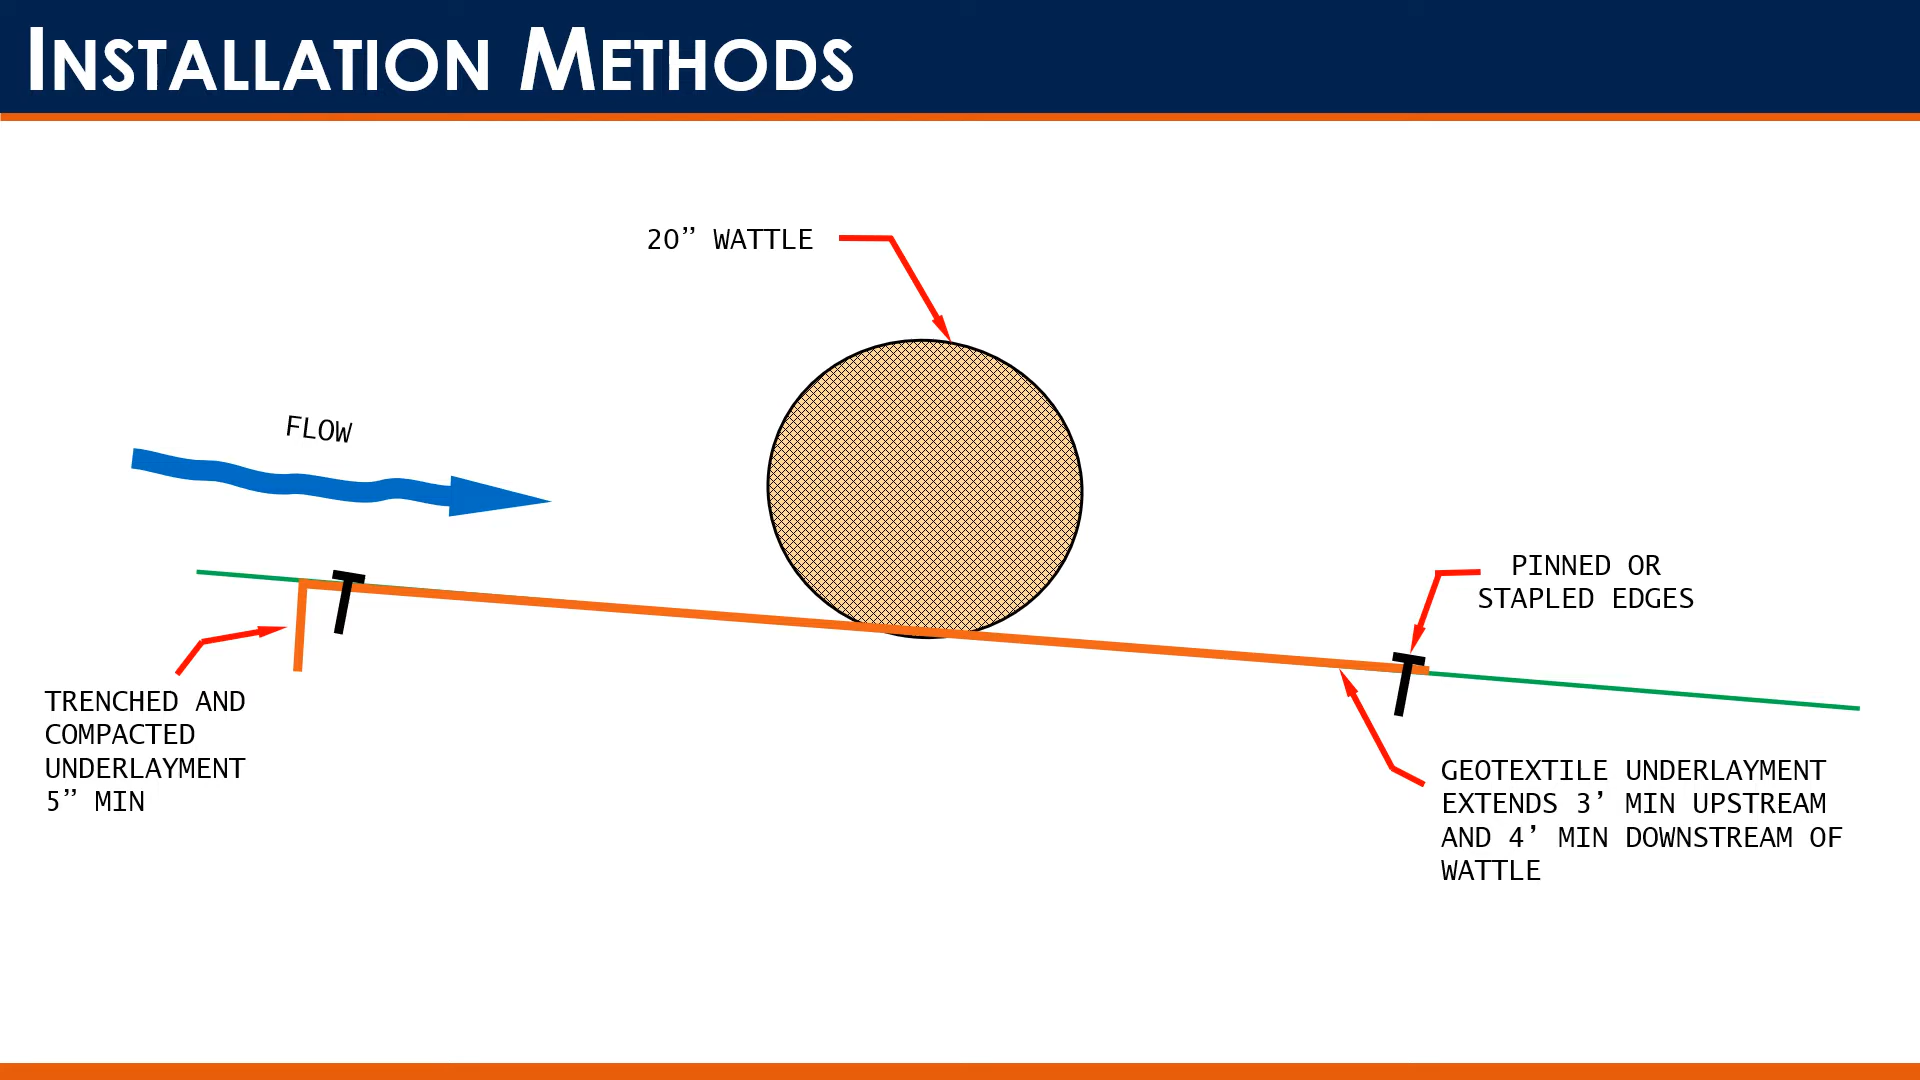 INSTALLATION METHODS
20” WATTLE
FLOW
PINNED OR
STAPLED EDGES
TRENCHED AND
COMPACTED
UNDERLAYMENT
5” MIN
GEOTEXTILE UNDERLAYMENT
EXTENDS 3’ MIN UPSTREAM
AND 4’ MIN DOWNSTREAM OF
WATTLE